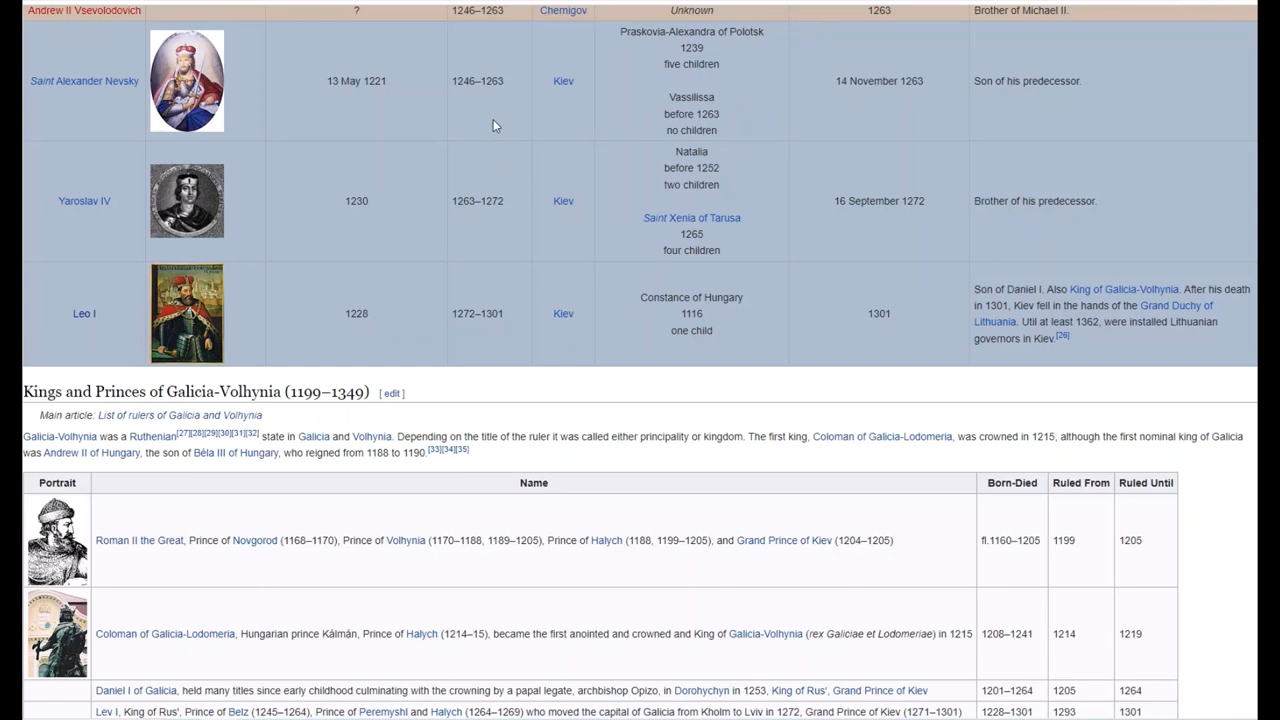 Andrew II Vsevolodovich ? 1246–1263 Chernigov Unknown 1263 Brother of Michael II.
Praskovia-Alexandra of Polotsk
1239
five children
Saint Alexander Nevsky 13 May 1221 1246–1263 Kiev 14 November 1263 Son of his predecessor.
Vassilissa
before 1263
no children
Natalia
before 1252
two children
Yaroslav IV 1230 1263–1272 Kiev 16 September 1272 Brother of his predecessor.
Saint Xenia of Tarusa
1265
four children
Leo I 1228 1272–1301 Kiev
Constance of Hungary
1116
one child
1301
Son of Daniel I. Also King of Galicia-Volhynia. After his death
in 1301, Kiev fell in the hands of the Grand Duchy of
Lithuania. Util at least 1362, were installed Lithuanian
governors in Kiev.[26]
Kings and Princes of Galicia-Volhynia (1199–1349) [ edit ]
Main article: List of rulers of Galicia and Volhynia
Galicia-Volhynia was a Ruthenian[27][28][29][30][31][32] state in Galicia and Volhynia. Depending on the title of the ruler it was called either principality or kingdom. The first king, Coloman of Galicia-Lodomeria, was crowned in 1215, although the first nominal king of Galicia
was Andrew II of Hungary, the son of Béla III of Hungary, who reigned from 1188 to 1190.[33][34][35]
Portrait Name Born-Died Ruled From Ruled Until
Roman II the Great, Prince of Novgorod (1168–1170), Prince of Volhynia (1170–1188, 1189–1205), Prince of Halych (1188, 1199–1205), and Grand Prince of Kiev (1204–1205) fl.1160–1205 1199 1205
Coloman of Galicia-Lodomeria, Hungarian prince Kálmán, Prince of Halych (1214–15), became the first anointed and crowned and King of Galicia-Volhynia (rex Galiciae et Lodomeriae) in 1215 1208–1241 1214 1219
Daniel I of Galicia, held many titles since early childhood culminating with the crowning by a papal legate, archbishop Opizo, in Dorohychyn in 1253, King of Rus', Grand Prince of Kiev 1201–1264 1205 1264
Lev I, King of Rus', Prince of Belz (1245–1264), Prince of Peremyshl and Halych (1264–1269) who moved the capital of Galicia from Kholm to Lviv in 1272, Grand Prince of Kiev (1271–1301) 1228–1301 1293 1301